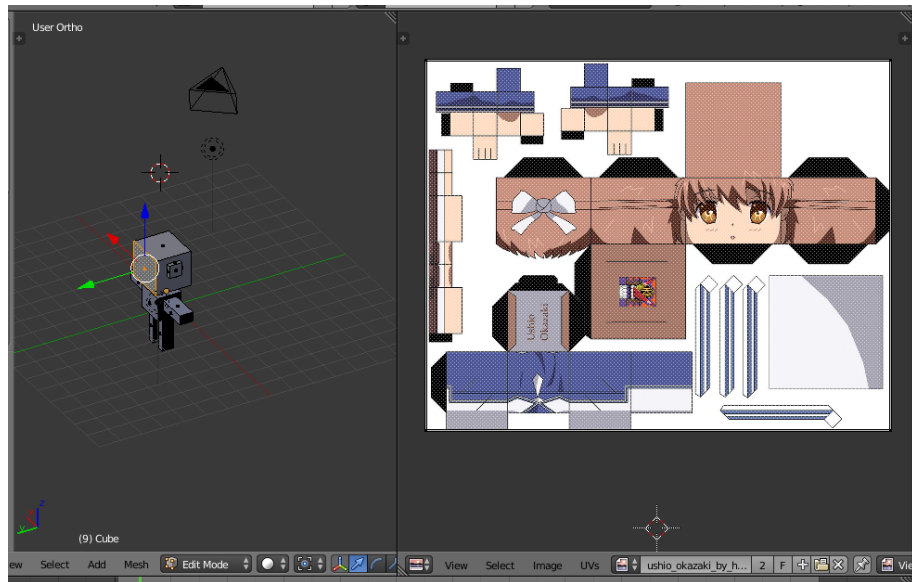 User Ortho
Ushio
Okazaki
z
y
(9) Cube
ew Select Add Mesh Edit Mode
View Select Image UVs ushio_okazaki_by_h... 2 F Vie